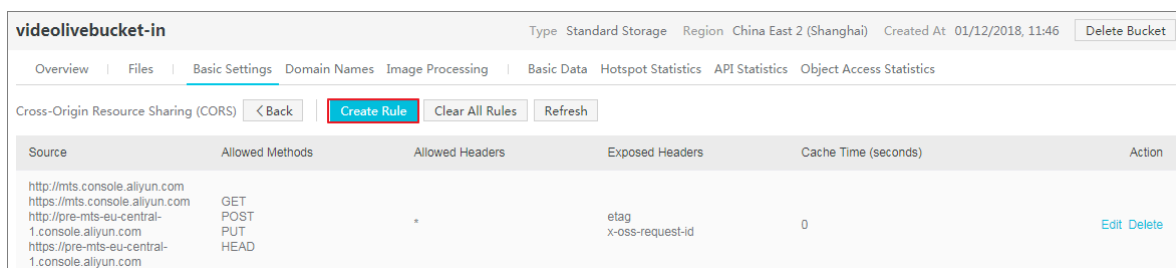 videolivebucket-in Type Standard Storage Region China East 2 (Shanghai) Created At 01/12/2018, 11:46 Delete Bucket
Overview | Files | Basic Settings Domain Names Image Processing | Basic Data Hotspot Statistics API Statistics Object Access Statistics
Cross-Origin Resource Sharing (CORS) < Back Create Rule Clear All Rules Refresh
Source Allowed Methods Allowed Headers Exposed Headers Cache Time (seconds) Action
http://mts.console.aliyun.com
https://mts.console.aliyun.com GET
http://pre-mts-eu-central- POST etag
1.console.aliyun.com PUT * x-oss-request-id 0 Edit Delete
https://pre-mts-eu-central- HEAD
1.console.aliyun.com